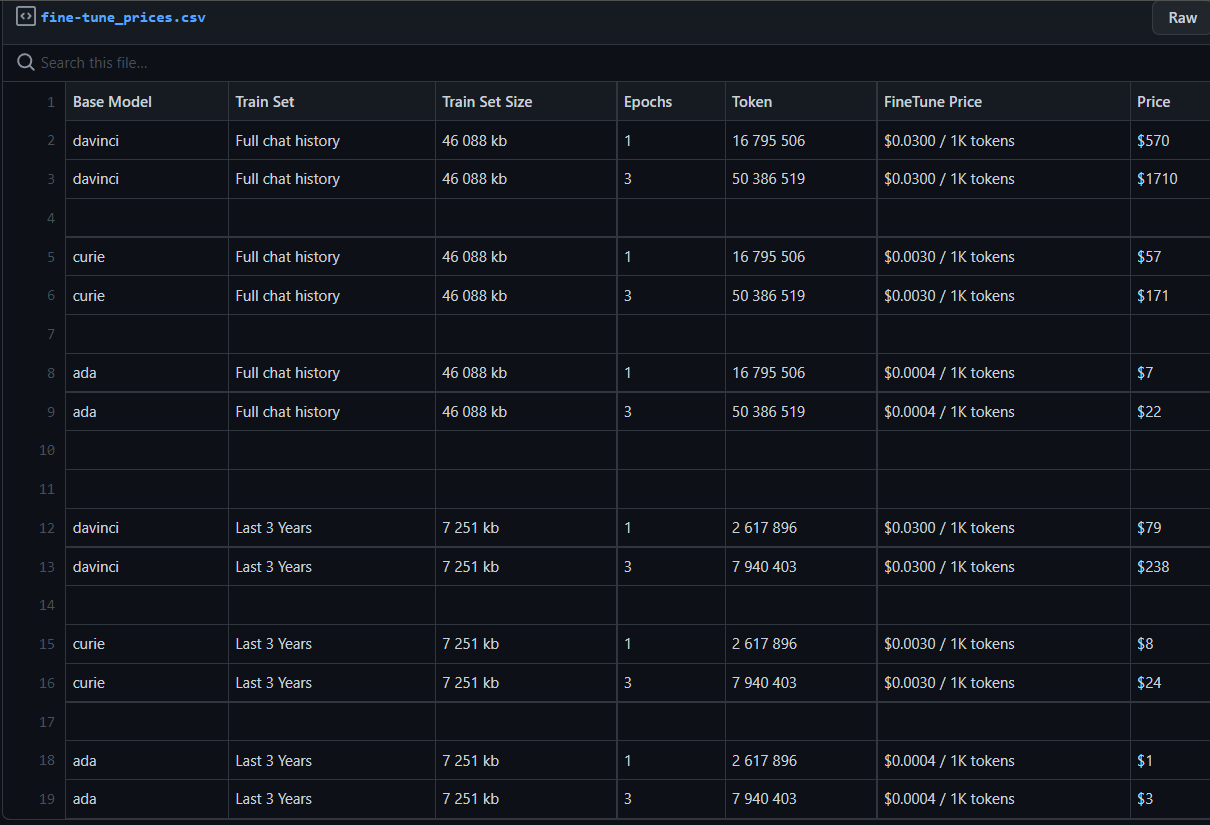 fine-tune_prices.csv
Raw
Search this file...
1 Base Model Train Set Train Set Size Epochs Token FineTune Price Price
2 davinci Full chat history 46 088 kb 1 16 795 506 $0.0300 / 1K tokens $570
3 davinci Full chat history 46 088 kb 3 50 386 519 $0.0300 / 1K tokens $1710
4
5 curie Full chat history 46 088 kb 1 16 795 506 $0.0030 / 1K tokens $57
6 curie Full chat history 46 088 kb 3 50 386 519 $0.0030 / 1K tokens $171
7
8 ada Full chat history 46 088 kb 1 16 795 506 $0.0004 / 1K tokens $7
9 ada Full chat history 46 088 kb 3 50 386 519 $0.0004 / 1K tokens $22
10
11
12 davinci Last 3 Years 7 251 kb 1 2 617 896 $0.0300 / 1K tokens $79
13 davinci Last 3 Years 7 251 kb 3 7 940 403 $0.0300 / 1K tokens $238
14
15 curie Last 3 Years 7 251 kb 1 2 617 896 $0.0030 / 1K tokens $8
16 curie Last 3 Years 7 251 kb 3 7 940 403 $0.0030 / 1K tokens $24
17
18 ada Last 3 Years 7 251 kb 1 2 617 896 $0.0004 / 1K tokens $1
19 ada Last 3 Years 7 251 kb 3 7 940 403 $0.0004 / 1K tokens $3